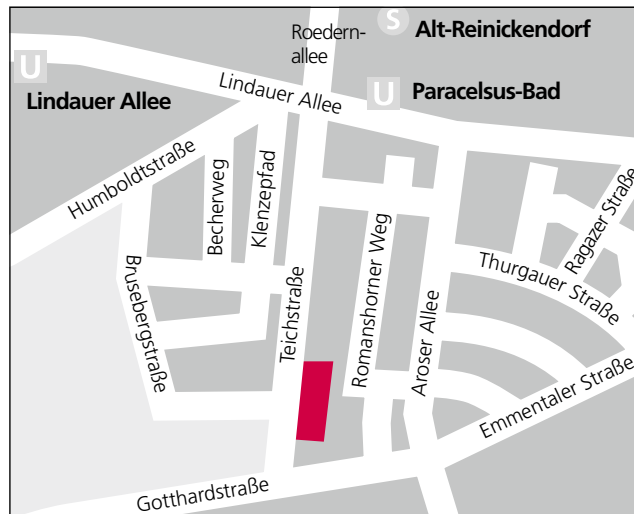 Roedern-
allee
S
Alt-Reinickendorf
U
Lindauer Allee
Lindauer Allee
U
Paracelsus-Bad
Humboldtstraße
Becherweg
Klenzepfad
Brusebergstraße
Teichstraße
Romanshorner Weg
Aroser Allee
Thurgauer Straße
Ragazer Straße
Emmentaler Straße
Gotthardstraße